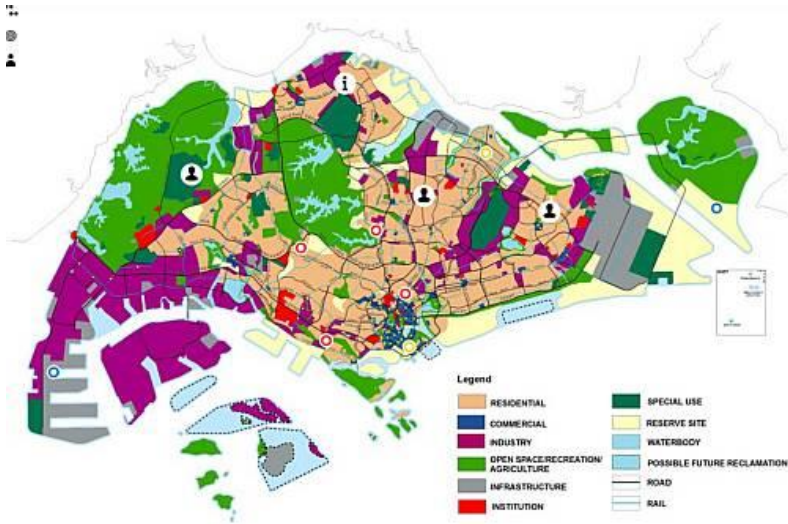 i
Legend
RESIDENTIAL
COMMERCIAL
INDUSTRY
OPEN SPACE/RECREATION/
AGRICULTURE
INFRASTRUCTURE
INSTITUTION
SPECIAL USE
RESERVE SITE
WATERBODY
POSSIBLE FUTURE RECLAMATION
ROAD
RAIL